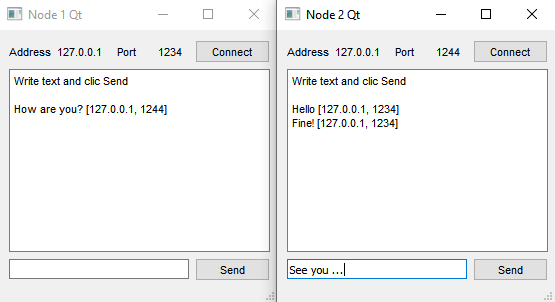 Node 1 Qt
Address 127.0.0.1 Port 1234 Connect
Write text and clic Send
How are you? [127.0.0.1, 1244]
Send
Node 2 Qt
Address 127.0.0.1 Port 1244 Connect
Write text and clic Send
Hello [127.0.0.1, 1234]
Fine! [127.0.0.1, 1234]
See you ... Send